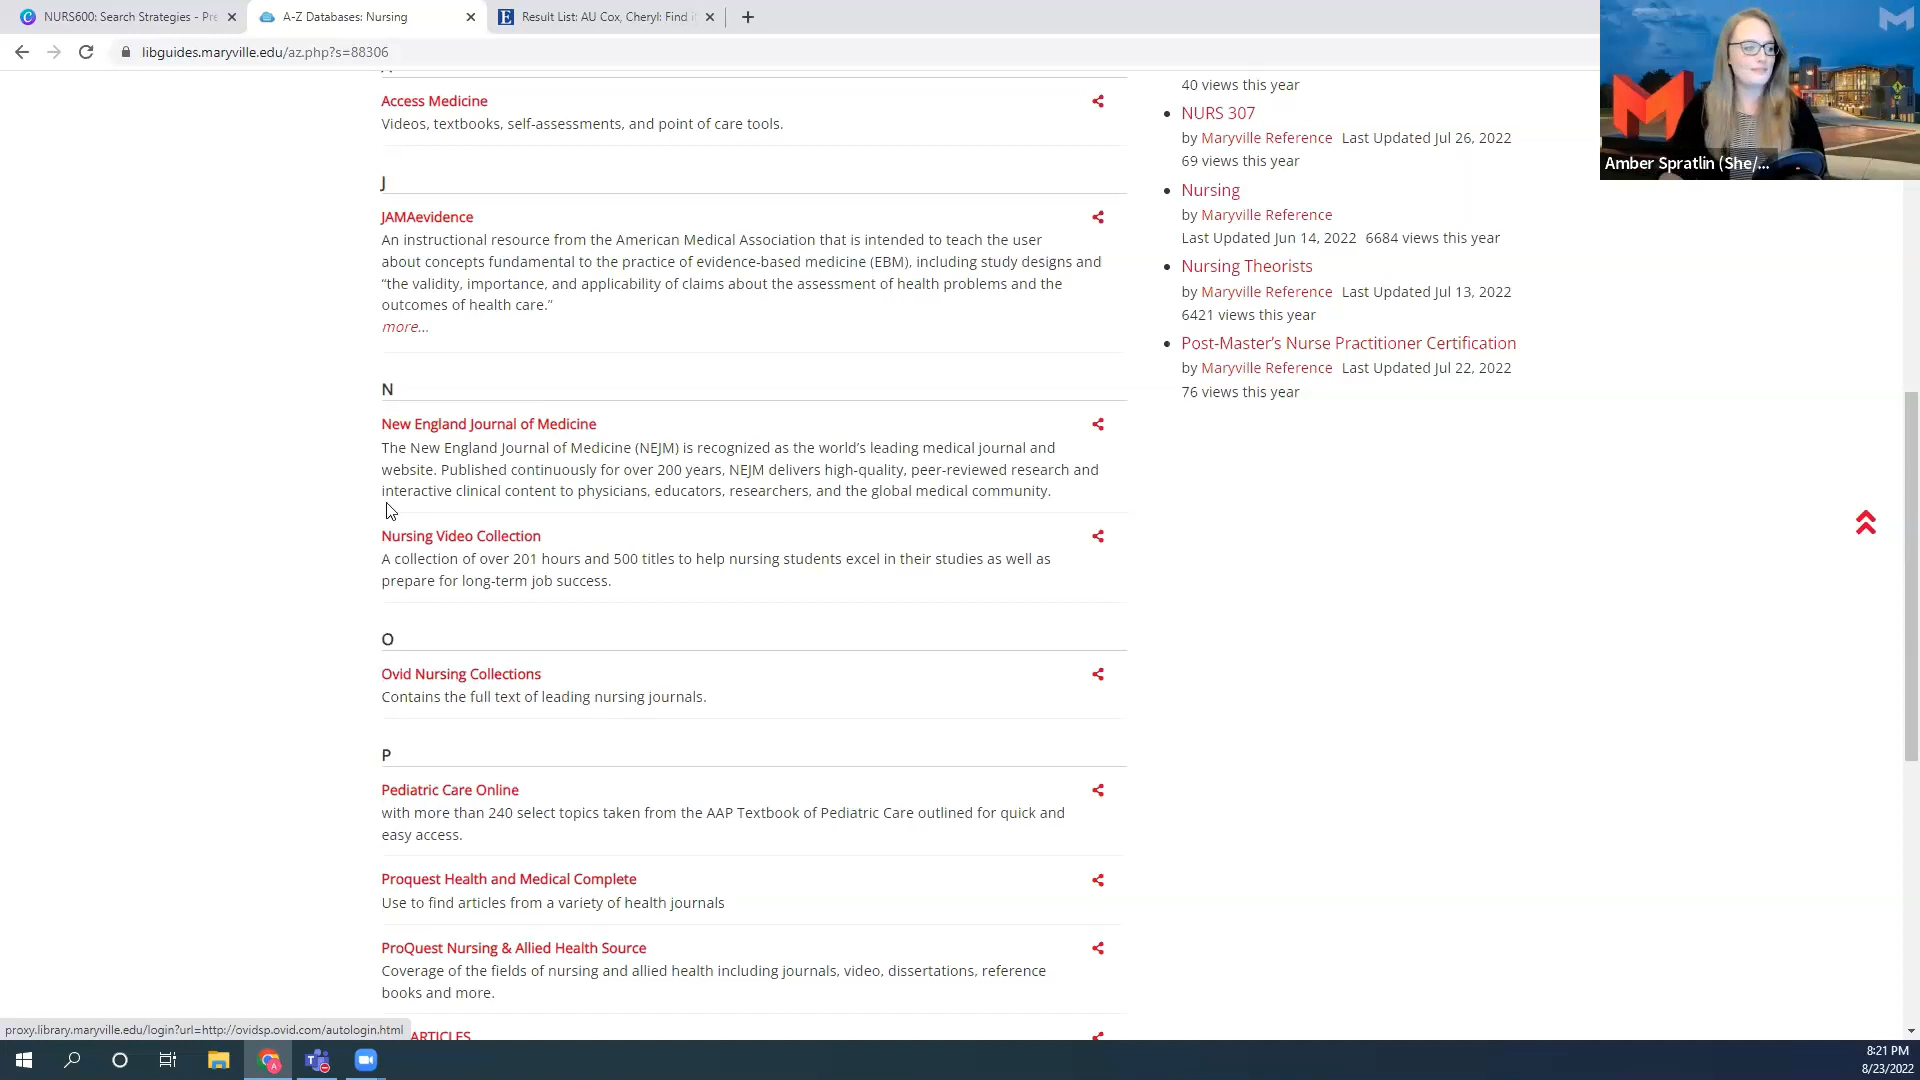 NURS600: Search Strategies - Pre
A-Z Databases: Nursing
Result List: AU Cox, Cheryl: Find i
libguides.maryville.edu/az.php?s=88306
Access Medicine
Videos, textbooks, self-assessments, and point of care tools.
J
JAMAevidence
An instructional resource from the American Medical Association that is intended to teach the user
about concepts fundamental to the practice of evidence-based medicine (EBM), including study designs and
“the validity, importance, and applicability of claims about the assessment of health problems and the
outcomes of health care.”
more...
N
New England Journal of Medicine
The New England Journal of Medicine (NEJM) is recognized as the world’s leading medical journal and
website. Published continuously for over 200 years, NEJM delivers high-quality, peer-reviewed research and
interactive clinical content to physicians, educators, researchers, and the global medical community.
Nursing Video Collection
A collection of over 201 hours and 500 titles to help nursing students excel in their studies as well as
prepare for long-term job success.
O
Ovid Nursing Collections
Contains the full text of leading nursing journals.
P
Pediatric Care Online
with more than 240 select topics taken from the AAP Textbook of Pediatric Care outlined for quick and
easy access.
Proquest Health and Medical Complete
Use to find articles from a variety of health journals
ProQuest Nursing & Allied Health Source
Coverage of the fields of nursing and allied health including journals, video, dissertations, reference
books and more.
ARTICLES
40 views this year
NURS 307
by Maryville Reference Last Updated Jul 26, 2022
69 views this year
Nursing
by Maryville Reference
Last Updated Jun 14, 2022 6684 views this year
Nursing Theorists
by Maryville Reference Last Updated Jul 13, 2022
6421 views this year
Post-Master’s Nurse Practitioner Certification
by Maryville Reference Last Updated Jul 22, 2022
76 views this year
Amber Spratlin (She/...
proxy.library.maryville.edu/login?url=http://ovidsp.ovid.com/autologin.html
8:21 PM
8/23/2022